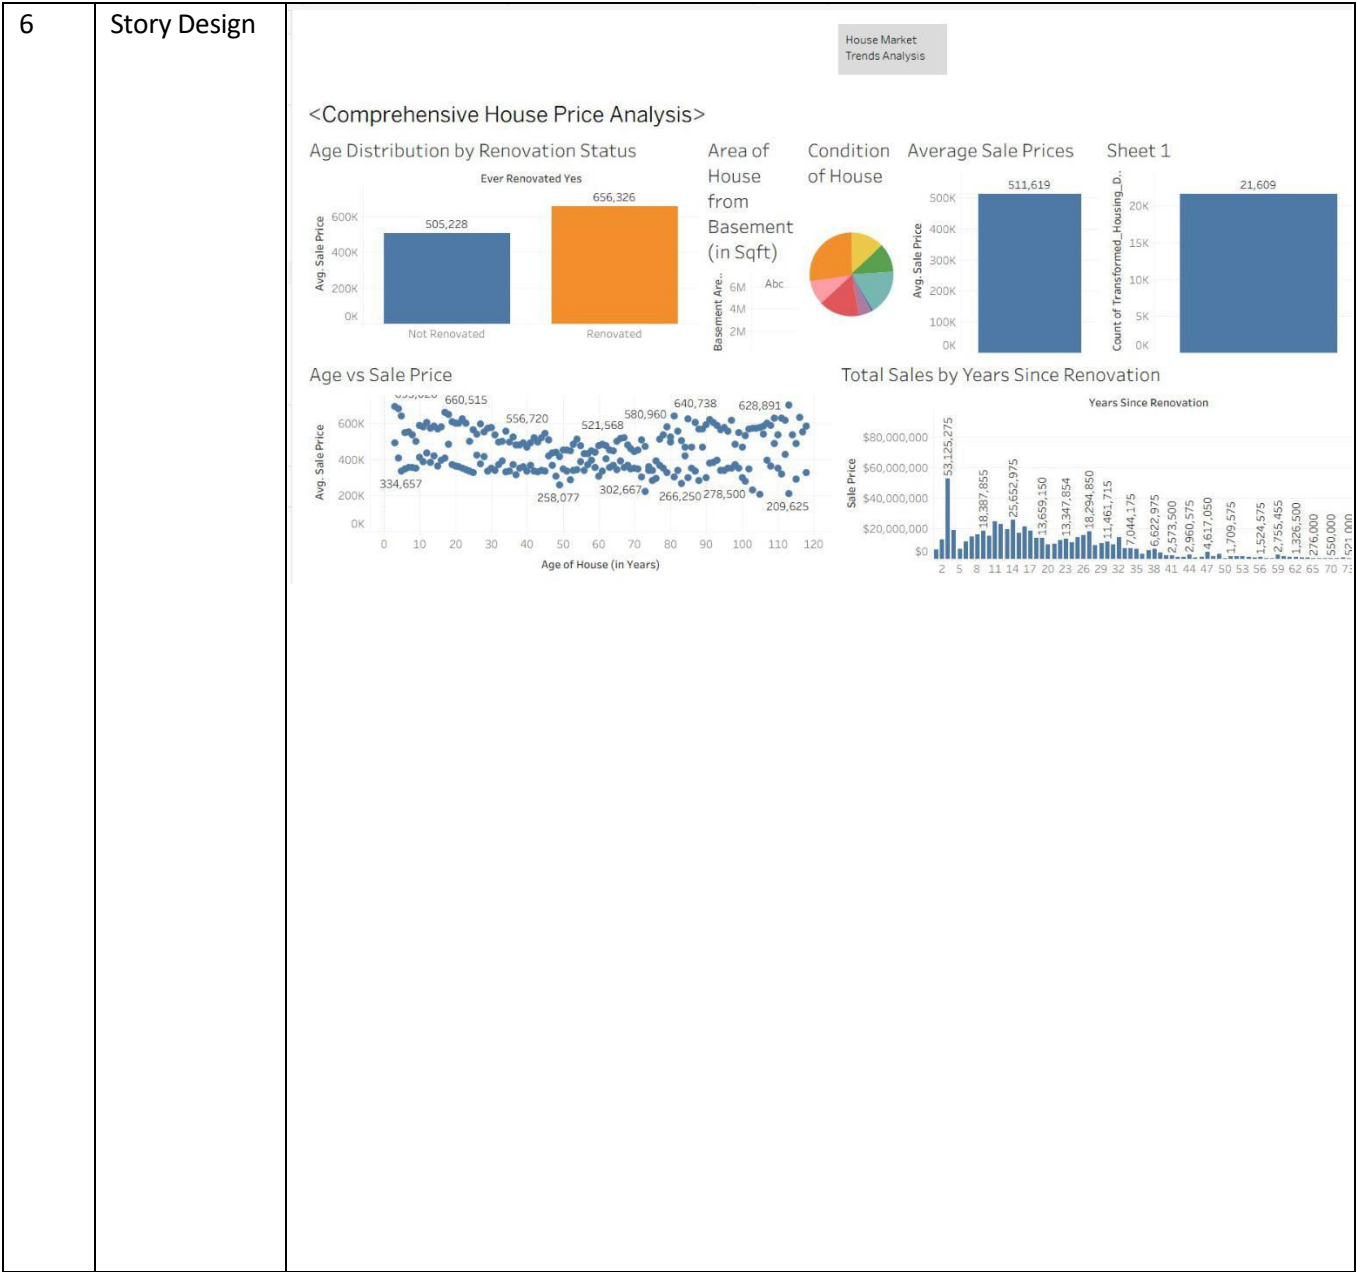 6
Story Design
House Market
Trends Analysis
<Comprehensive House Price Analysis>
Age Distribution by Renovation Status
Ever Renovated Yes
Avg. Sale Price
600K
400K
200K
0K
505,228
656,326
Not Renovated
Renovated
Area of
House
from
Basement
(in Sqft)
Basement Are..
6M
4M
2M
Abc
Condition
of House
Average Sale Prices
Avg. Sale Price
500K
400K
300K
200K
100K
0K
511,619
Sheet 1
Count of Transformed_Housing_D..
20K
15K
10K
5K
0K
21,609
Age vs Sale Price
Avg. Sale Price
600K
400K
200K
0K
660,515
556,720
521,568
580,960
640,738
628,891
334,657
258,077
302,667
266,250
278,500
209,625
0 10 20 30 40 50 60 70 80 90 100 110 120
Age of House (in Years)
Total Sales by Years Since Renovation
Years Since Renovation
Sale Price
$80,000,000
$60,000,000
$40,000,000
$20,000,000
$0
53,125,275
18,387,855
25,652,975
13,659,150
13,347,854
18,294,850
11,461,715
7,044,175
6,622,975
2,573,500
2,960,575
4,617,050
1,709,575
1,524,575
2,755,455
1,326,500
276,000
550,000
521,000
2 5 8 11 14 17 20 23 26 29 32 35 38 41 44 47 50 53 56 59 62 65 70 73